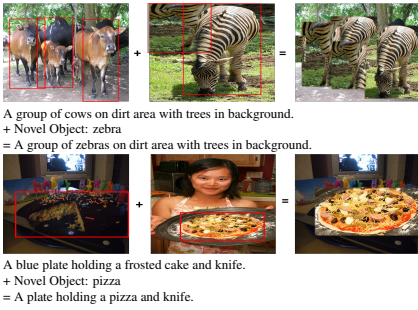 + =
A group of cows on dirt area with trees in background.
+ Novel Object: zebra
= A group of zebras on dirt area with trees in background.
+ =
A blue plate holding a frosted cake and knife.
+ Novel Object: pizza
= A plate holding a pizza and knife.